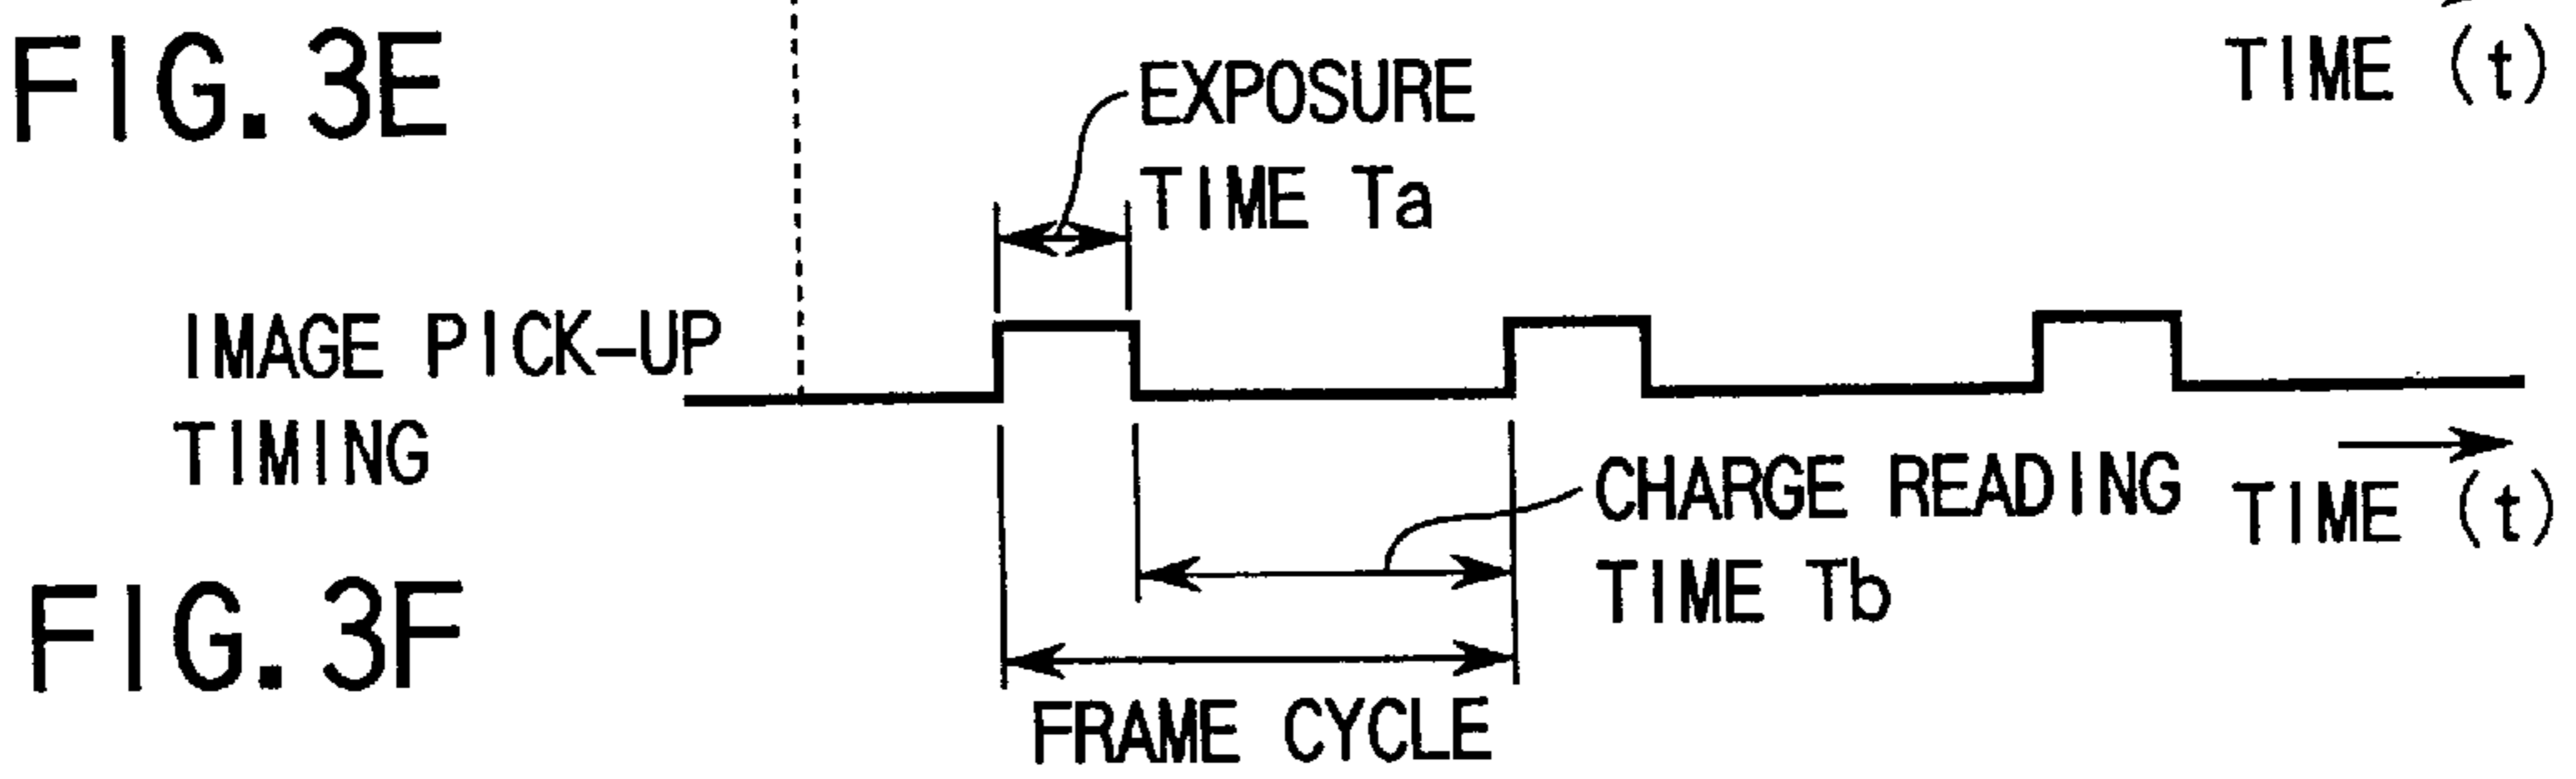 FIG. 3E
TIME (t)
EXPOSURE
TIME Ta
IMAGE PICK-UP
TIMING
CHARGE READING
TIME Tb
TIME (t)
FIG. 3F
FRAME CYCLE